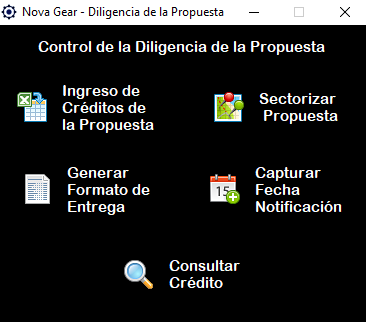 Nova Gear - Diligencia de la Propuesta
Control de la Diligencia de la Propuesta
Ingreso de
Créditos de
la Propuesta
Sectorizar
Propuesta
Generar
Formato de
Entrega
15
Capturar
Fecha
Notificación
Consultar
Crédito